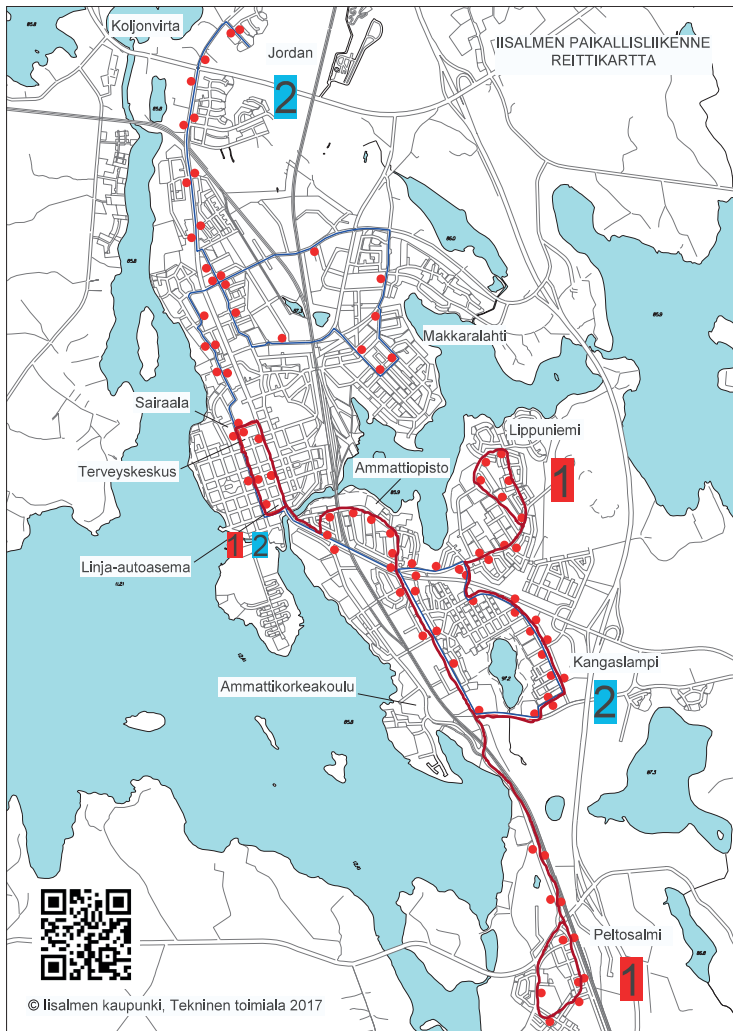 Koljonvirta
Jordan
IISALMEN PAIKALLISLIIKENNE
REITTIKARTTA
2
Makkaralahti
Sairaala
Lippuniemi
Terveyskeskus
Ammattiopisto
1
1 2
Linja-autoasema
Kangaslampi
Ammattikorkeakoulu
2
Peltosalmi
1
© Iisalmen kaupunki, Tekninen toimiala 2017